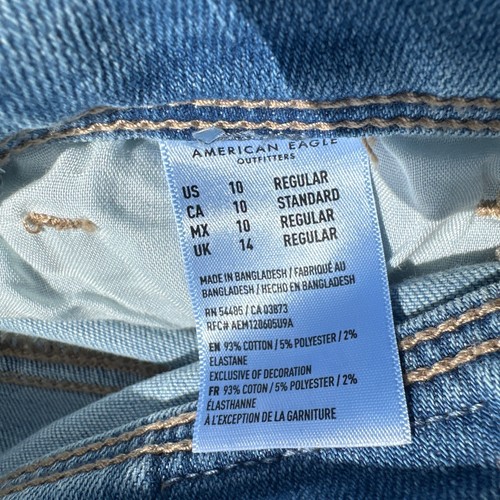 AMERICAN EAGLE
OUTFITTERS
US 10 REGULAR
CA 10 STANDARD
MX 10 REGULAR
UK 14 REGULAR
MADE IN BANGLADESH / FABRIQUÉ AU
BANGLADESH / HECHO EN BANGLADESH
RN 54485 / CA 03873
RFC# AEM120605U9A
EN 93% COTTON / 5% POLYESTER / 2%
ELASTANE
EXCLUSIVE OF DECORATION
FR 93% COTON / 5% POLYESTER / 2%
ÉLASTHANNE
À L'EXCEPTION DE LA GARNITURE